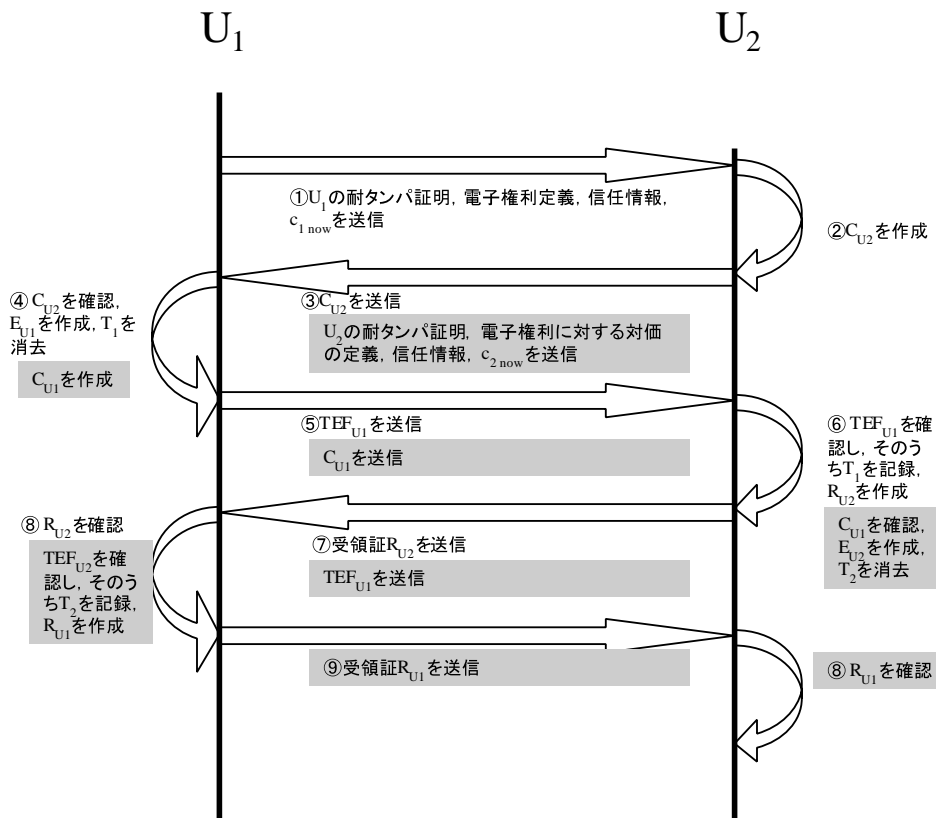 U1
U2
①U1の耐タンパ証明, 電子権利定義, 信任情報,
c1 nowを送信
②CU2を作成
③CU2を送信
U2の耐タンパ証明, 電子権利に対する対価
の定義, 信任情報, c2 nowを送信
④ CU2を確認,
EU1を作成, T1を
消去
CU1を作成
⑤TEFU1を送信
CU1を送信
⑥ TEFU1を確
認し, そのう
ちT1を記録,
RU2を作成
CU1を確認,
EU2を作成,
T2を消去
⑦受領証RU2を送信
TEFU1を送信
⑧ RU2を確認
TEFU2を確
認し, そのう
ちT2を記録,
RU1を作成
⑨受領証RU1を送信
⑧ RU1を確認